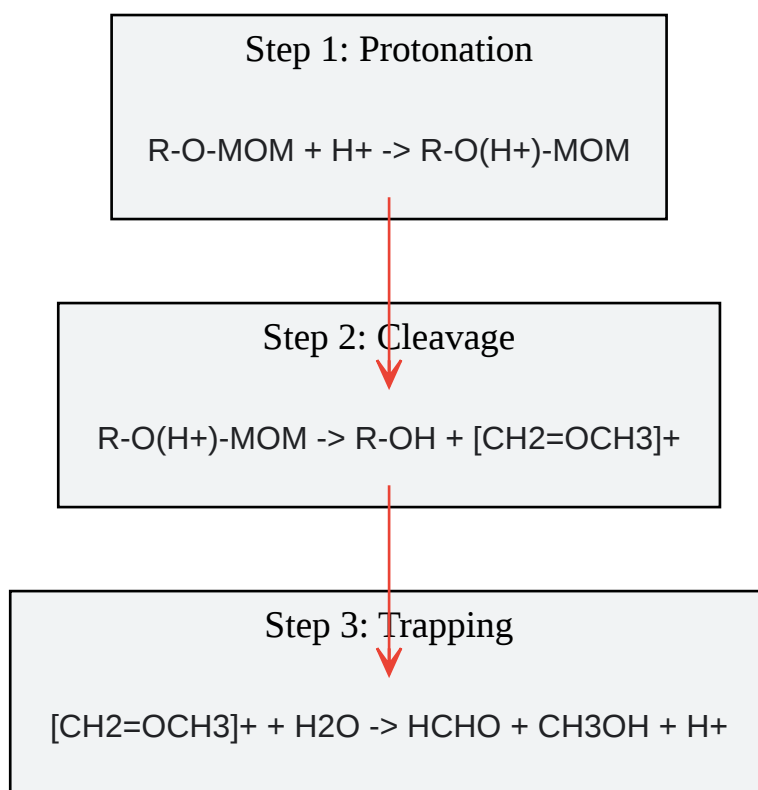 Step 1: Protonation
R-O-MOM + H+ -> R-O(H+)-MOM
Step 2: Cleavage
R-O(H+)-MOM -> R-OH + [CH2=OCH3]+
Step 3: Trapping
[CH2=OCH3]+ + H2O -> HCHO + CH3OH + H+